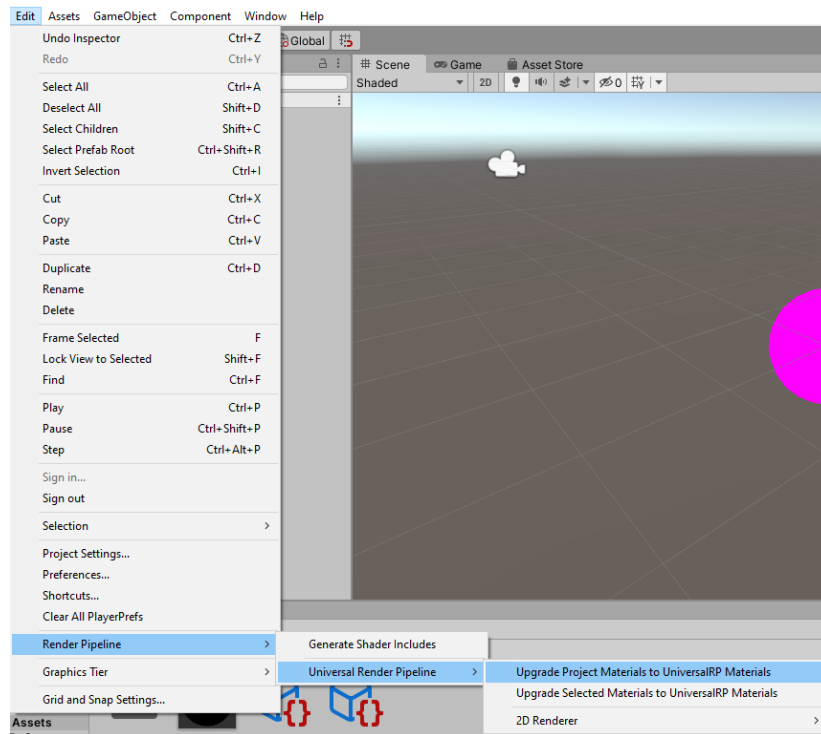 Edit Assets GameObject Component Window Help
Undo Inspector Ctrl+Z
Redo Ctrl+Y
Select All Ctrl+A
Deselect All Shift+D
Select Children Shift+C
Select Prefab Root Ctrl+Shift+R
Invert Selection Ctrl+I
Cut Ctrl+X
Copy Ctrl+C
Paste Ctrl+V
Duplicate Ctrl+D
Rename
Delete
Frame Selected F
Lock View to Selected Shift+F
Find Ctrl+F
Play Ctrl+P
Pause Ctrl+Shift+P
Step Ctrl+Alt+P
Sign in...
Sign out
Selection
Project Settings...
Preferences...
Shortcuts...
Clear All PlayerPrefs
Render Pipeline
Graphics Tier
Grid and Snap Settings...
Generate Shader Includes
Universal Render Pipeline
Upgrade Project Materials to UniversalRP Materials
Upgrade Selected Materials to UniversalRP Materials
2D Renderer
Global
Scene Game Asset Store
Shaded 2D 0
Assets